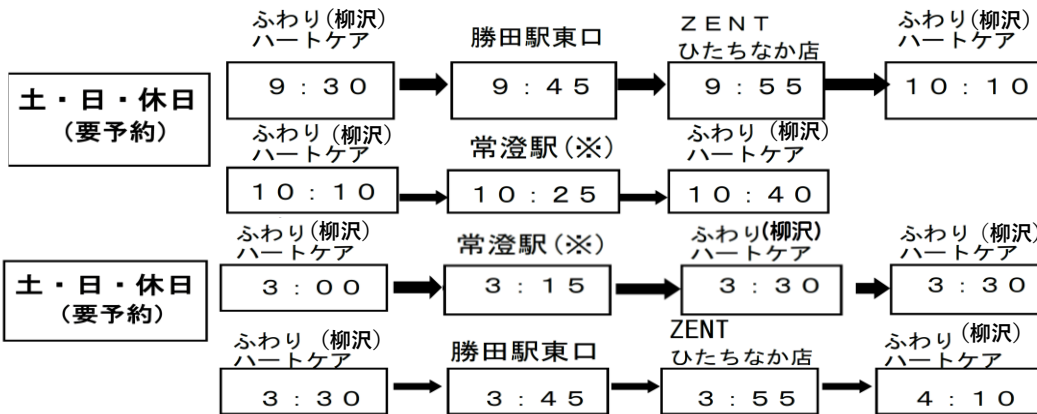 ふわり(柳沢)
ハートケア
9:30
勝田駅東口
9:45
ZENT
ひたちなか店
9:55
ふわり(柳沢)
ハートケア
10:10
土・日・休日
(要予約)
ふわり(柳沢)
ハートケア
10:10
常澄駅(※)
10:25
ふわり(柳沢)
ハートケア
10:40
土・日・休日
(要予約)
ふわり(柳沢)
ハートケア
3:00
常澄駅(※)
3:15
ふわり(柳沢)
ハートケア
3:30
ふわり(柳沢)
ハートケア
3:30
ふわり(柳沢)
ハートケア
3:30
勝田駅東口
3:45
ZENT
ひたちなか店
3:55
ふわり(柳沢)
ハートケア
4:10